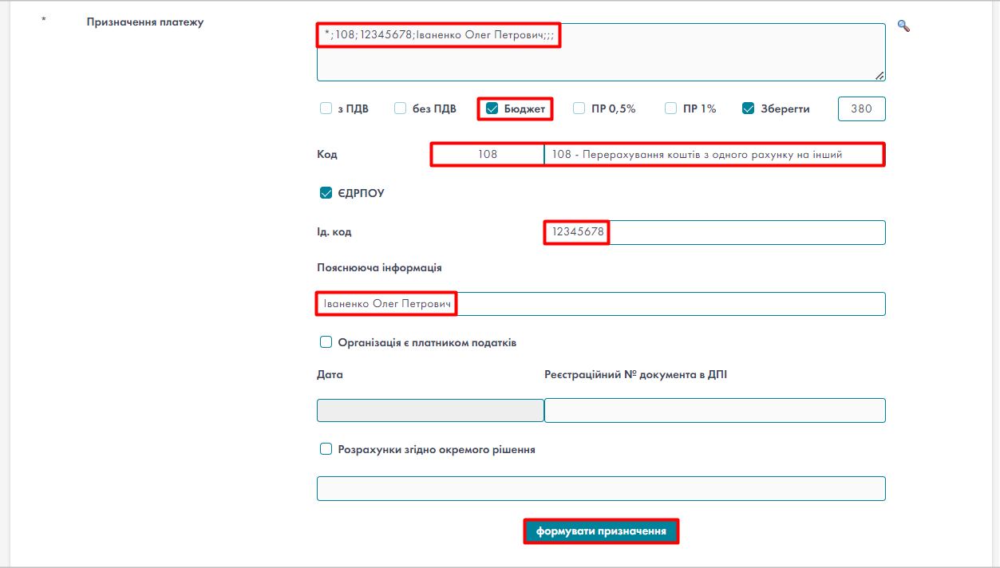 * Призначення платежу
*;108;12345678;Іваненко Олег Петрович;;;
з ПДВ без ПДВ Бюджет ПР 0,5% ПР 1% Зберегти 380
Код 108 108 - Перерахування коштів з одного рахунку на інший
ЄДРПОУ
Ід. код 12345678
Пояснююча інформація
Іваненко Олег Петрович
Організація є платником податків
Дата Реєстраційний № документа в ДПІ
Розрахунки згідно окремого рішення
формувати призначення